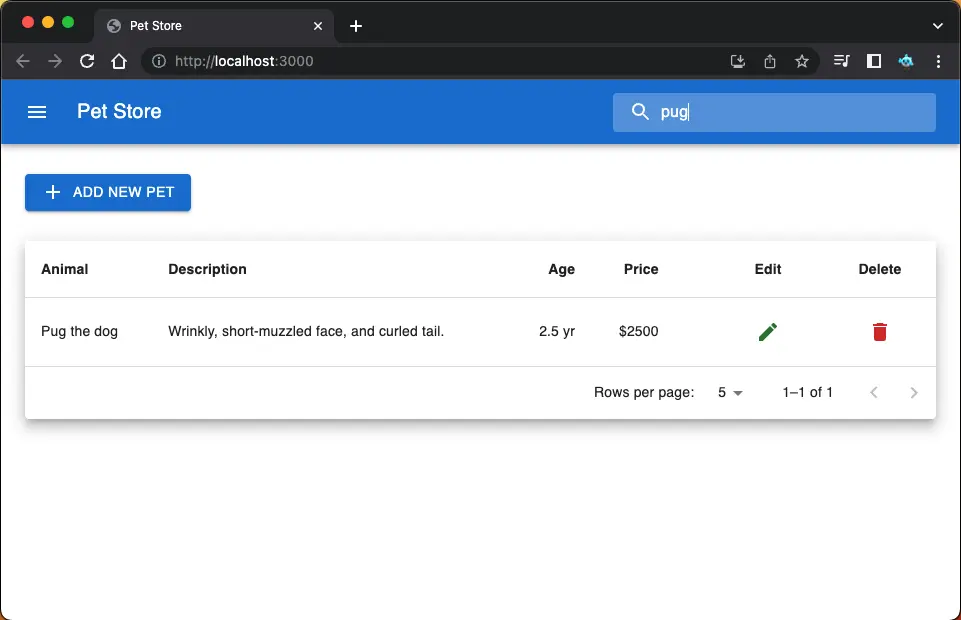 Pet Store
http://localhost:3000
Pet Store
pug
ADD NEW PET
Animal Description Age Price Edit Delete
Pug the dog Wrinkly, short-muzzled face, and curled tail. 2.5 yr $2500
Rows per page: 5 1–1 of 1